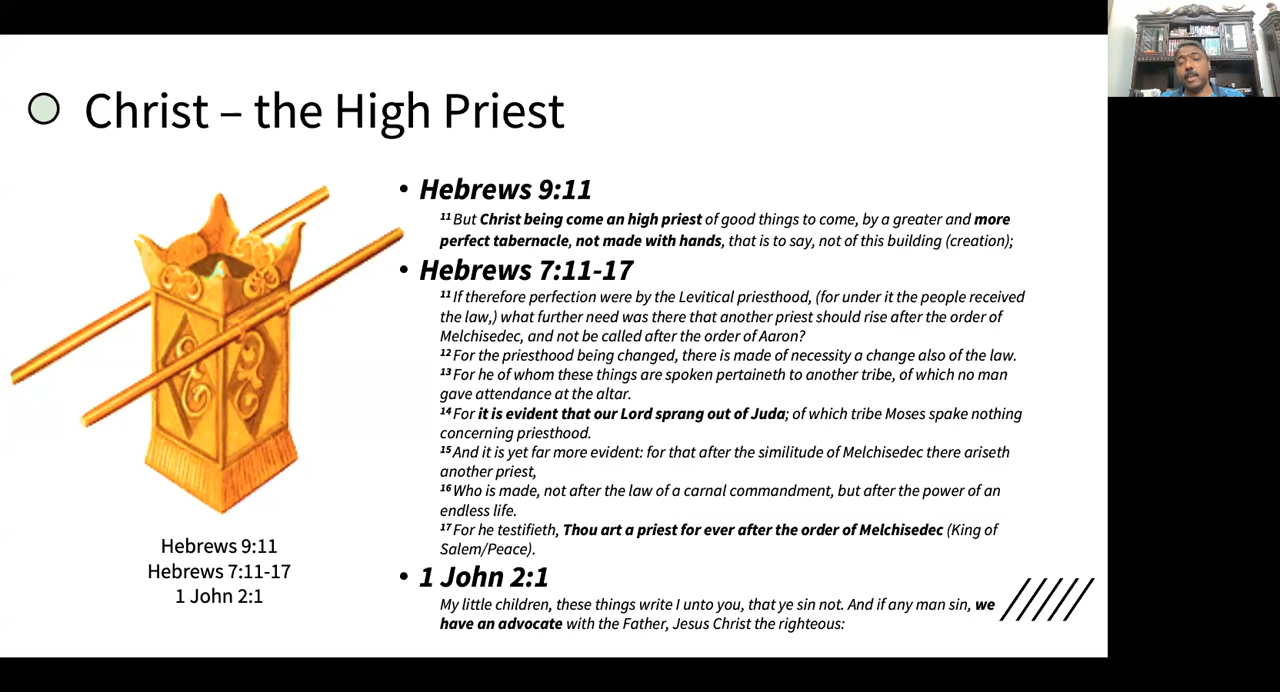 Christ – the High Priest
• Hebrews 9:11
¹¹ But Christ being come an high priest of good things to come, by a greater and more
perfect tabernacle, not made with hands, that is to say, not of this building (creation);
• Hebrews 7:11-17
¹¹ If therefore perfection were by the Levitical priesthood, (for under it the people received
the law,) what further need was there that another priest should rise after the order of
Melchisedec, and not be called after the order of Aaron?
¹² For the priesthood being changed, there is made of necessity a change also of the law.
¹³ For he of whom these things are spoken pertaineth to another tribe, of which no man
gave attendance at the altar.
¹⁴ For it is evident that our Lord sprang out of Juda; of which tribe Moses spake nothing
concerning priesthood.
¹⁵ And it is yet far more evident: for that after the similitude of Melchisedec there ariseth
another priest,
¹⁶ Who is made, not after the law of a carnal commandment, but after the power of an
endless life.
¹⁷ For he testifieth, Thou art a priest for ever after the order of Melchisedec (King of
Salem/Peace).
• 1 John 2:1
My little children, these things write I unto you, that ye sin not. And if any man sin, we
have an advocate with the Father, Jesus Christ the righteous:
Hebrews 9:11
Hebrews 7:11-17
1 John 2:1